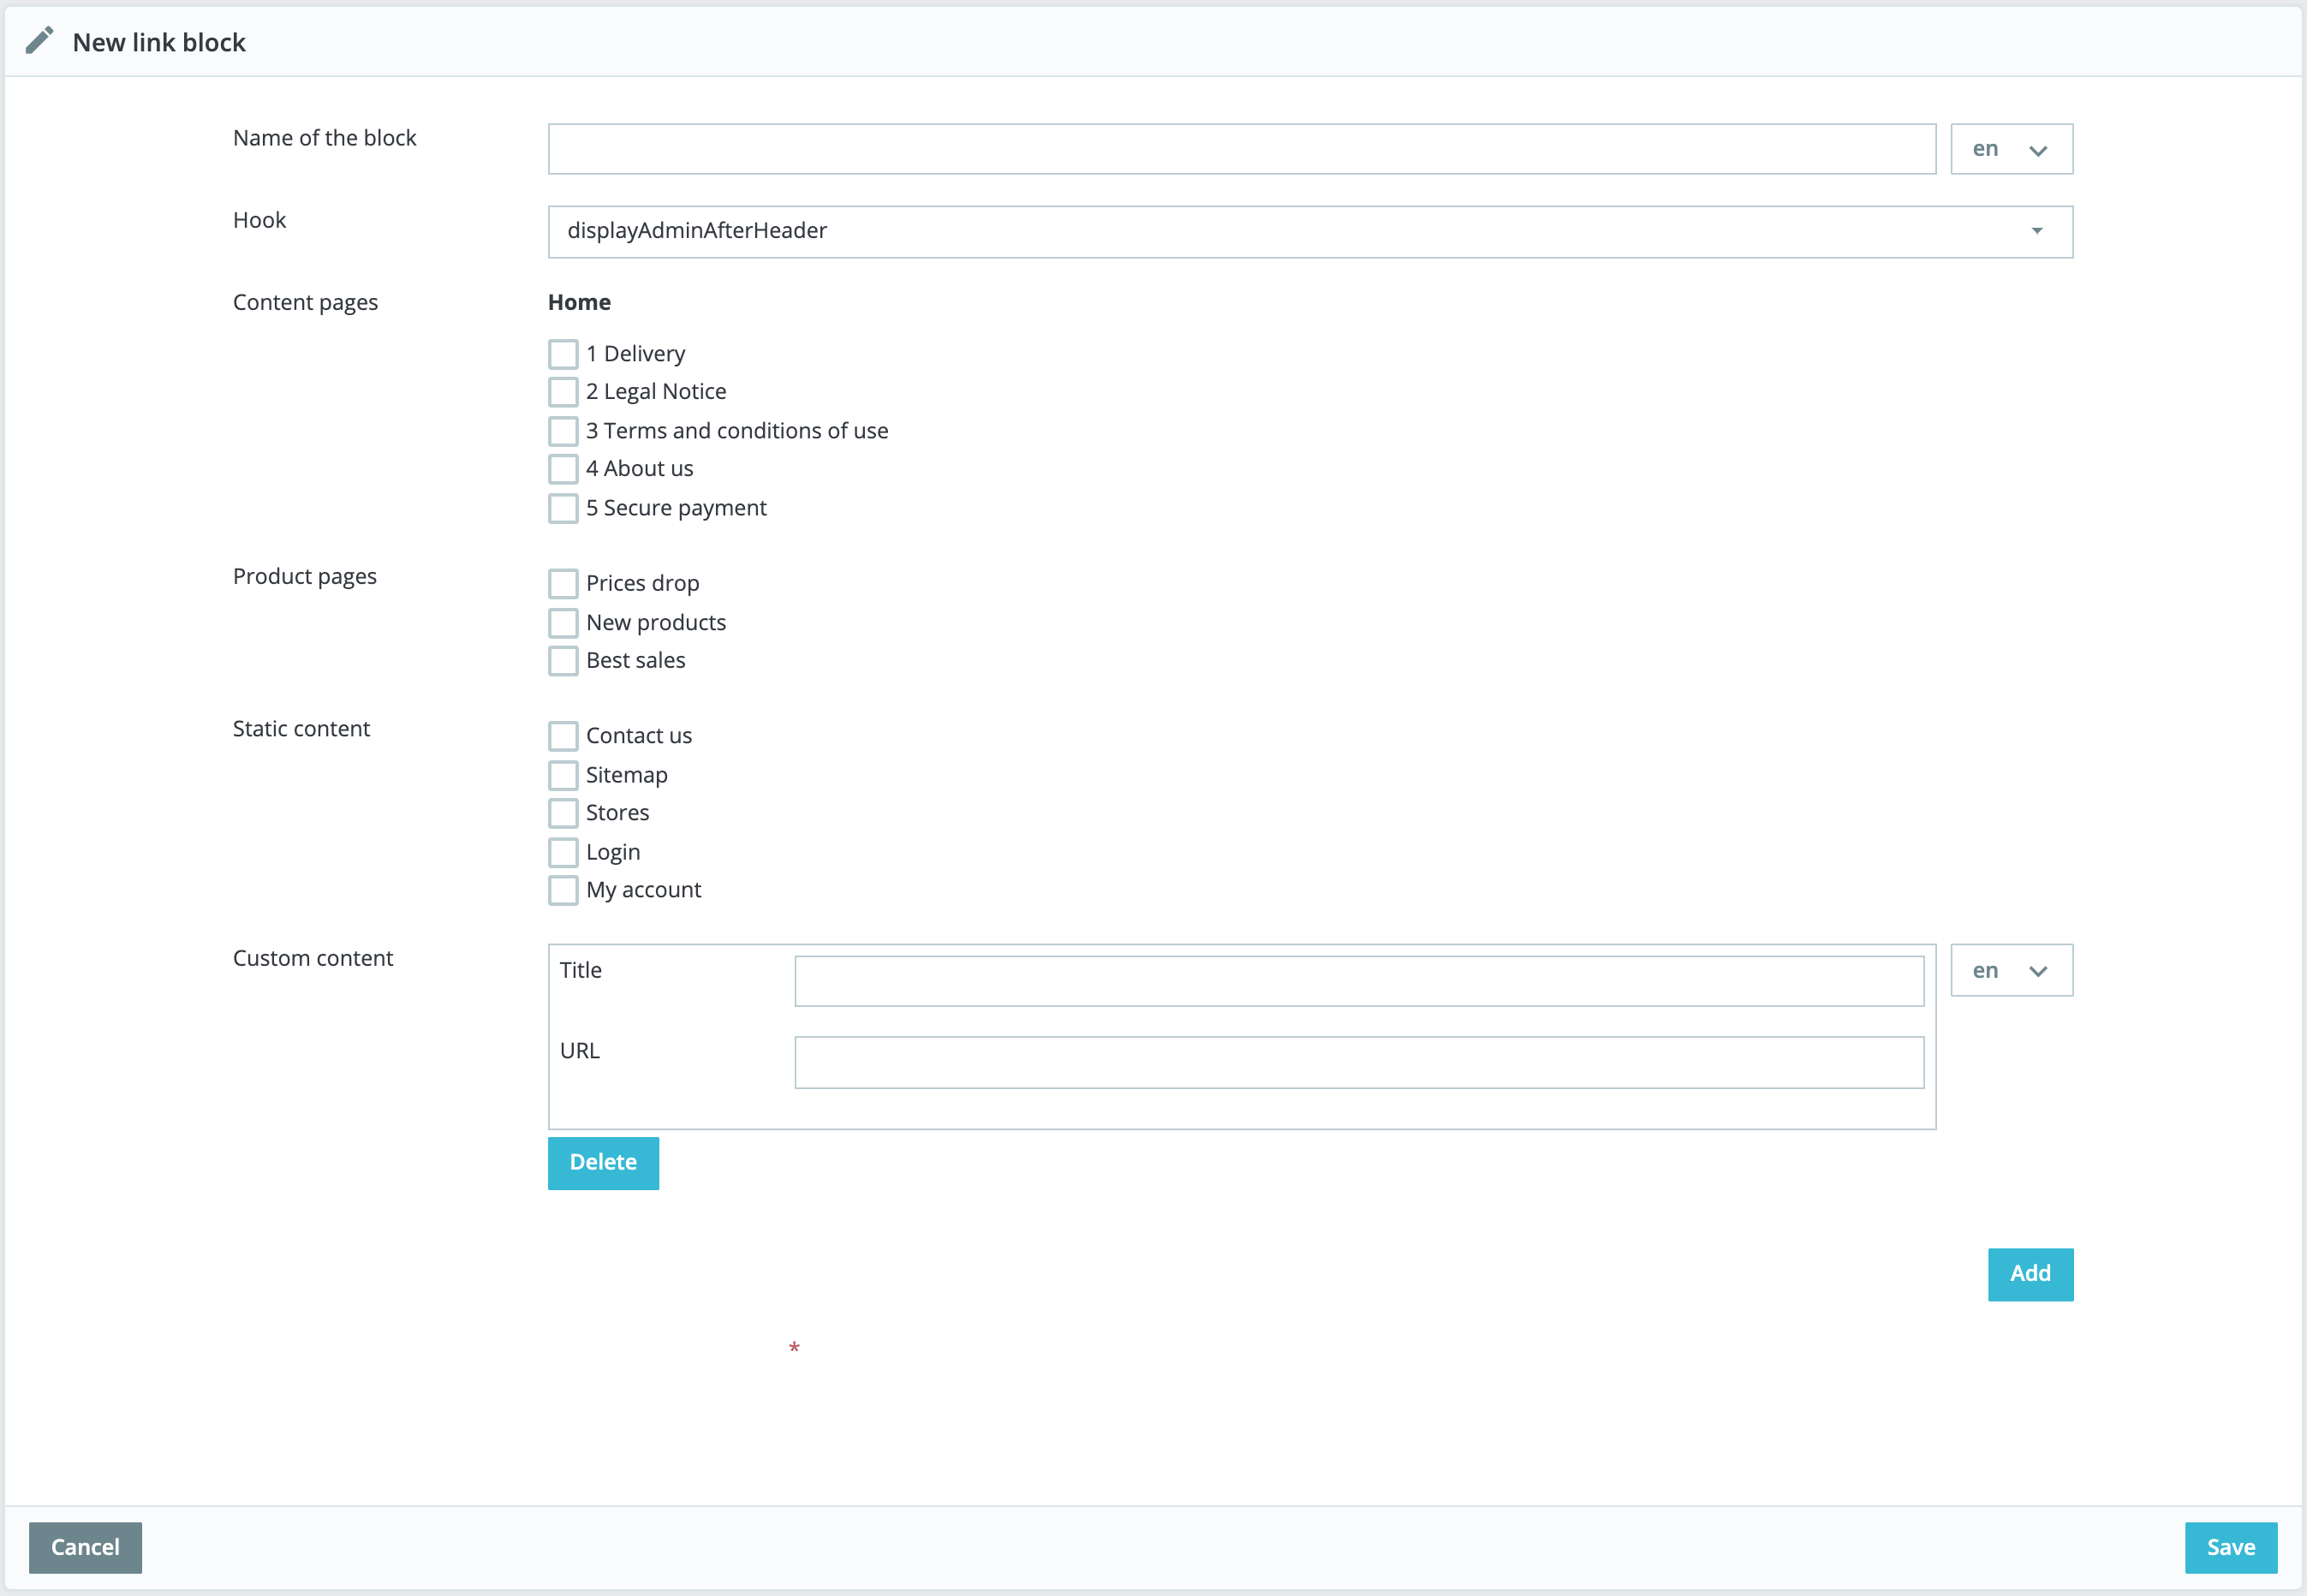 New link block
Name of the block
en
Hook
displayAdminAfterHeader
Content pages
Home
1 Delivery
2 Legal Notice
3 Terms and conditions of use
4 About us
5 Secure payment
Product pages
Prices drop
New products
Best sales
Static content
Contact us
Sitemap
Stores
Login
My account
Custom content
Title
en
URL
Delete
Add
*
Cancel
Save